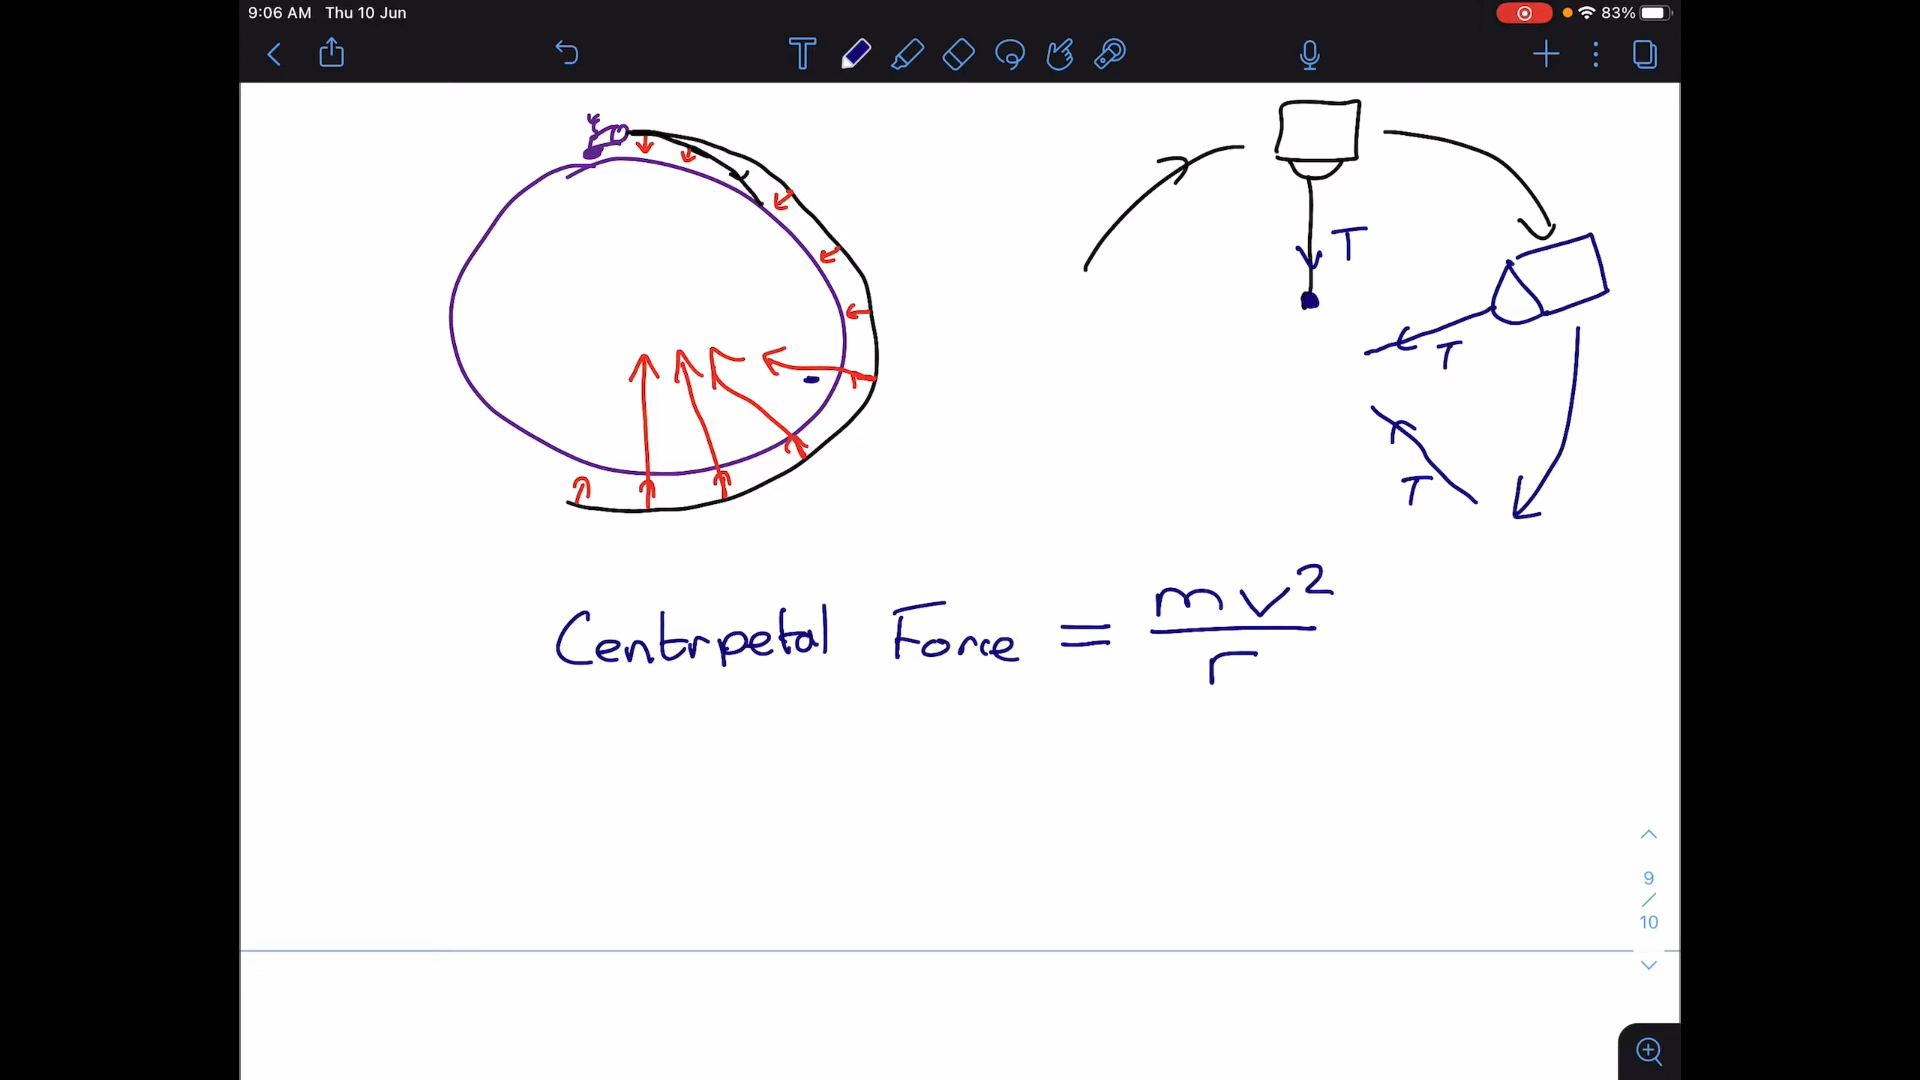 9:06 AM Thu 10 Jun
83%
T
T
T
T
Centrpetal Force = mv²
r
9
/
10